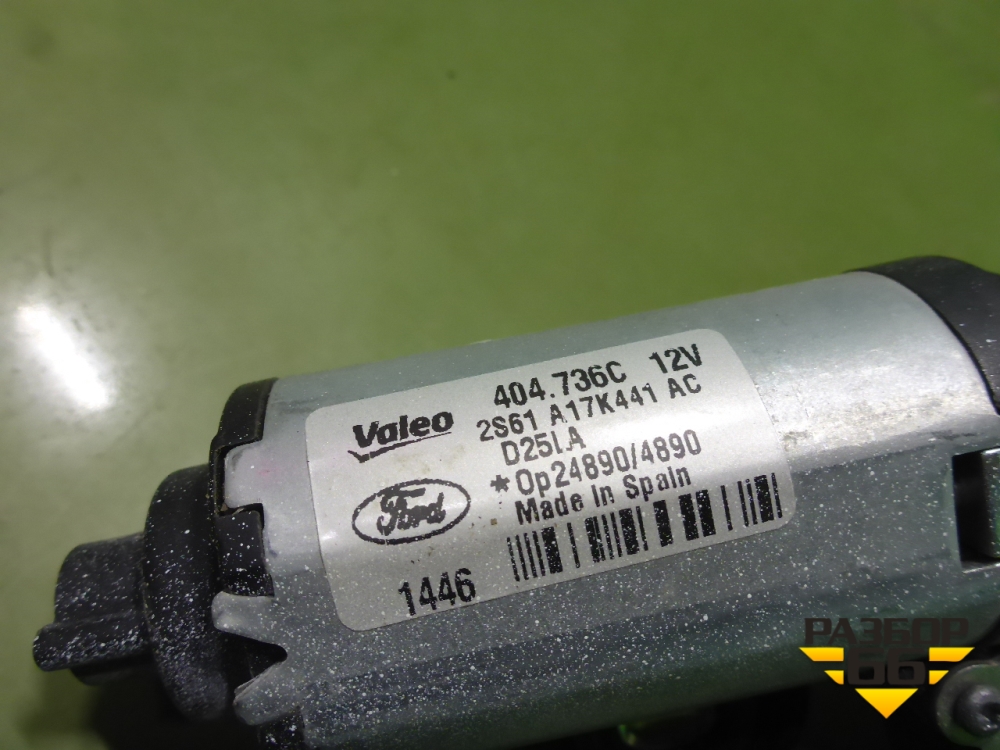 404.736C 12V
Valeo
2S61 A17K441 AC
D25LA
*Op24890/4890
Ford
Made In Spain
1446
РАЗБОР
66